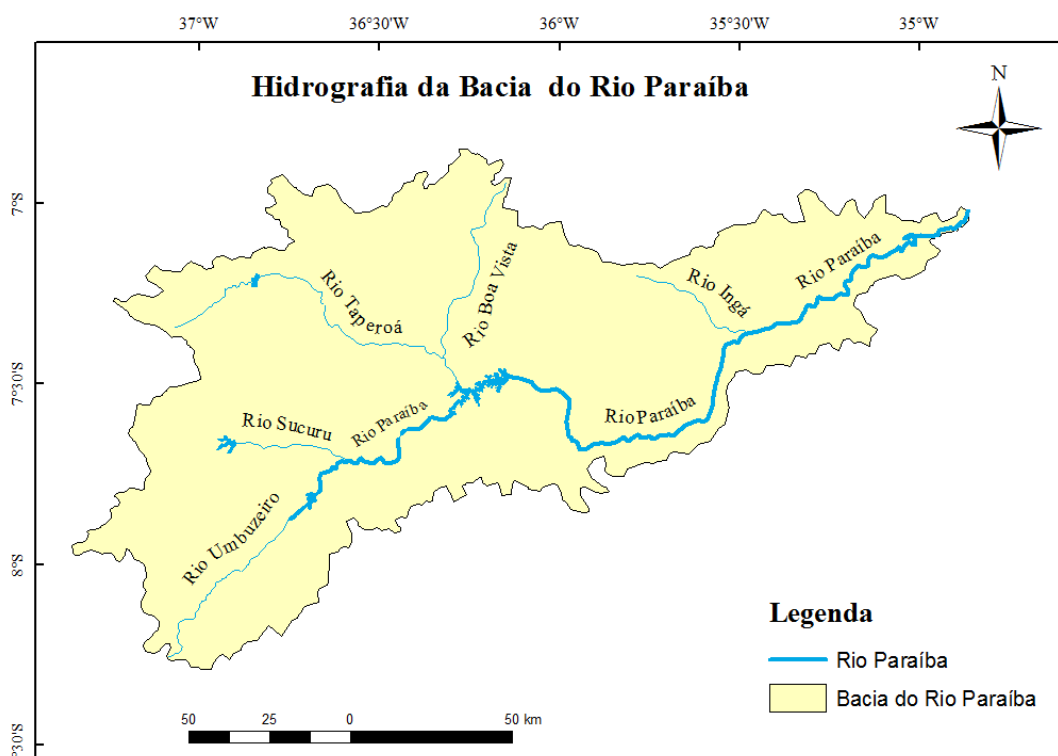 37°W 36°30'W 36°W 35°30'W 35°W
Hidrografia da Bacia do Rio Paraíba
N
7°S
Rio Paraíba
Rio Boa Vista
Rio Taperoá
Rio Ingá
7°30'S
Rio Paraíba
Rio Paraíba
Rio Sucuru
Rio Umbuzeiro
8°S
Legenda
Rio Paraíba
Bacia do Rio Paraíba
50 25 0 50 km